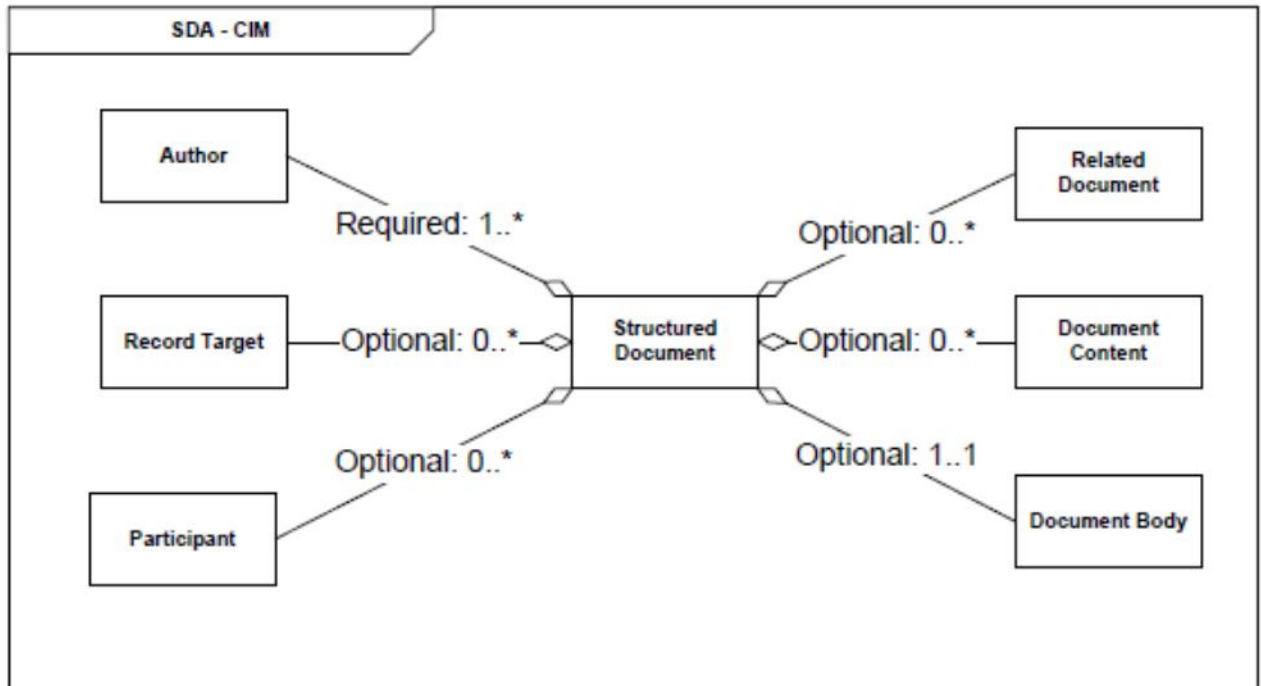 SDA - CIM
Author
Required: 1..*
Record Target
Optional: 0..*
Participant
Optional: 0..*
Structured
Document
Related
Document
Optional: 0..*
Document
Content
Optional: 0..*
Document Body
Optional: 1..1